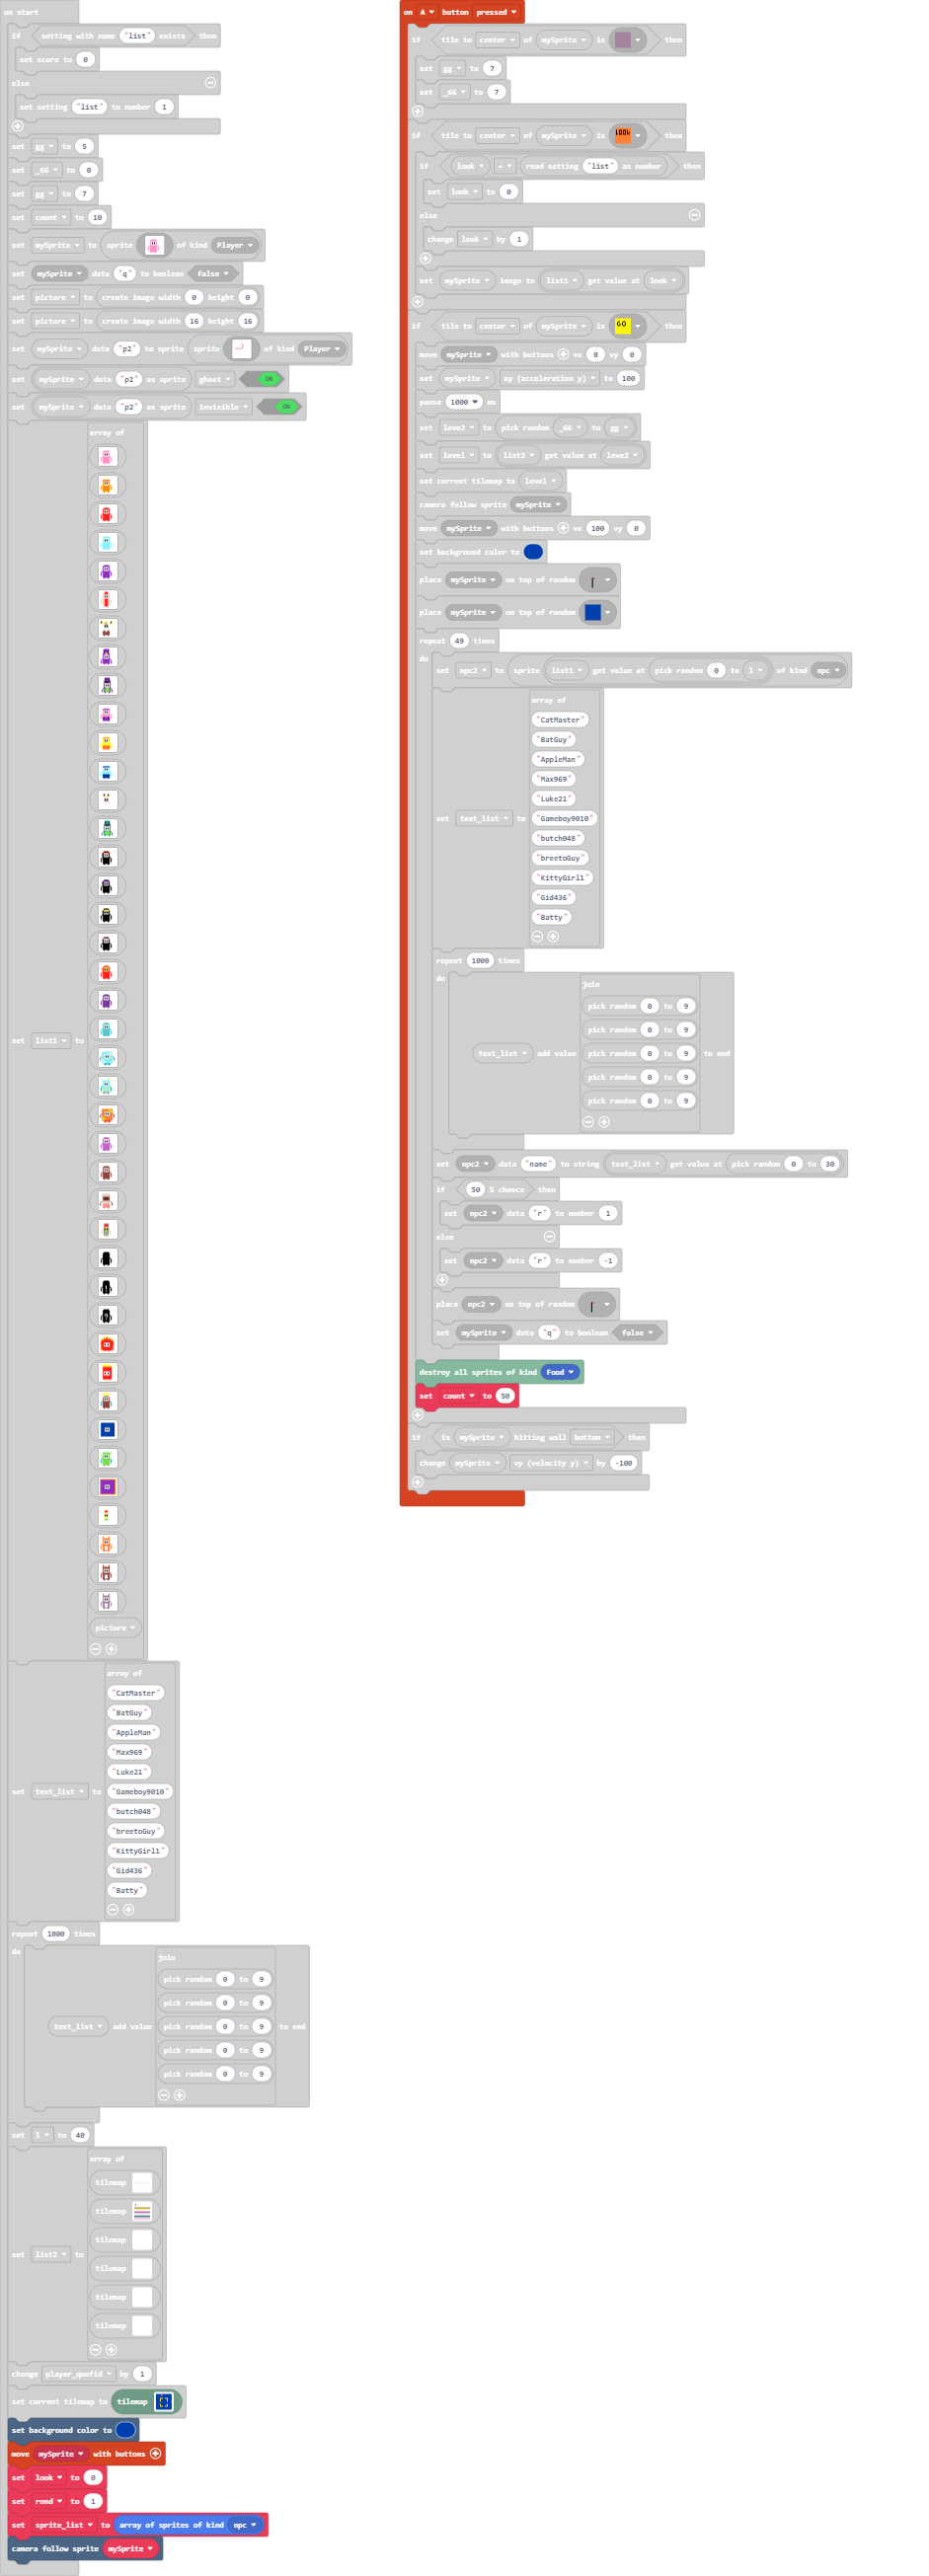 on start
if setting with name "list" exists then
set score to 0
else
set setting "list" to number 1
set gg to 5
set _66 to 0
set gg to 7
set count to 10
set mySprite to sprite of kind Player
set mySprite data "q" to boolean false
set picture to create image width 0 height 0
set picture to create image width 16 height 16
set mySprite data "p2" to sprite sprite of kind Player
set mySprite data "p2" as sprite ghost ON
set mySprite data "p2" as sprite invisible ON
set list1 to
array of
picture
set text_list to
array of
"CatMaster"
"BatGuy"
"AppleMan"
"Max969"
"Luke21"
"Gameboy9010"
"butch048"
"breetoGuy"
"KittyGirl1"
"Gid436"
"Batty"
repeat 1000 times
do
text_list add value
join
pick random 0 to 9
pick random 0 to 9
pick random 0 to 9
pick random 0 to 9
pick random 0 to 9
to end
set l to 40
set list2 to
array of
tilemap
tilemap
tilemap
tilemap
tilemap
tilemap
change player_quofid by 1
set current tilemap to tilemap
set background color to
move mySprite with buttons
set look to 0
set rond to 1
set sprite_list to array of sprites of kind npc
camera follow sprite mySprite
on A button pressed
if tile to center of mySprite is then
set gg to 7
set _66 to 7
if tile to center of mySprite is LOOK then
if look = read setting "list" as number then
set look to 0
else
change look by 1
set mySprite image to list1 get value at look
if tile to center of mySprite is GO then
move mySprite with buttons vx 0 vy 0
set mySprite ay (acceleration y) to 100
pause 1000 ms
set leve2 to pick random _66 to gg
set level to list2 get value at leve2
set current tilemap to level
camera follow sprite mySprite
move mySprite with buttons vx 100 vy 0
set background color to
place mySprite on top of random
place mySprite on top of random
repeat 49 times
do
set npc2 to sprite list1 get value at pick random 0 to l of kind npc
set text_list to
array of
"CatMaster"
"BatGuy"
"AppleMan"
"Max969"
"Luke21"
"Gameboy9010"
"butch048"
"breetoGuy"
"KittyGirl1"
"Gid436"
"Batty"
repeat 1000 times
do
text_list add value
join
pick random 0 to 9
pick random 0 to 9
pick random 0 to 9
pick random 0 to 9
pick random 0 to 9
to end
set npc2 data "name" to string text_list get value at pick random 0 to 30
if 50 % chance then
set npc2 data "r" to number 1
else
set npc2 data "r" to number -1
place npc2 on top of random
set mySprite data "q" to boolean false
destroy all sprites of kind Food
set count to 50
if is mySprite hitting wall bottom then
change mySprite vy (velocity y) by -100